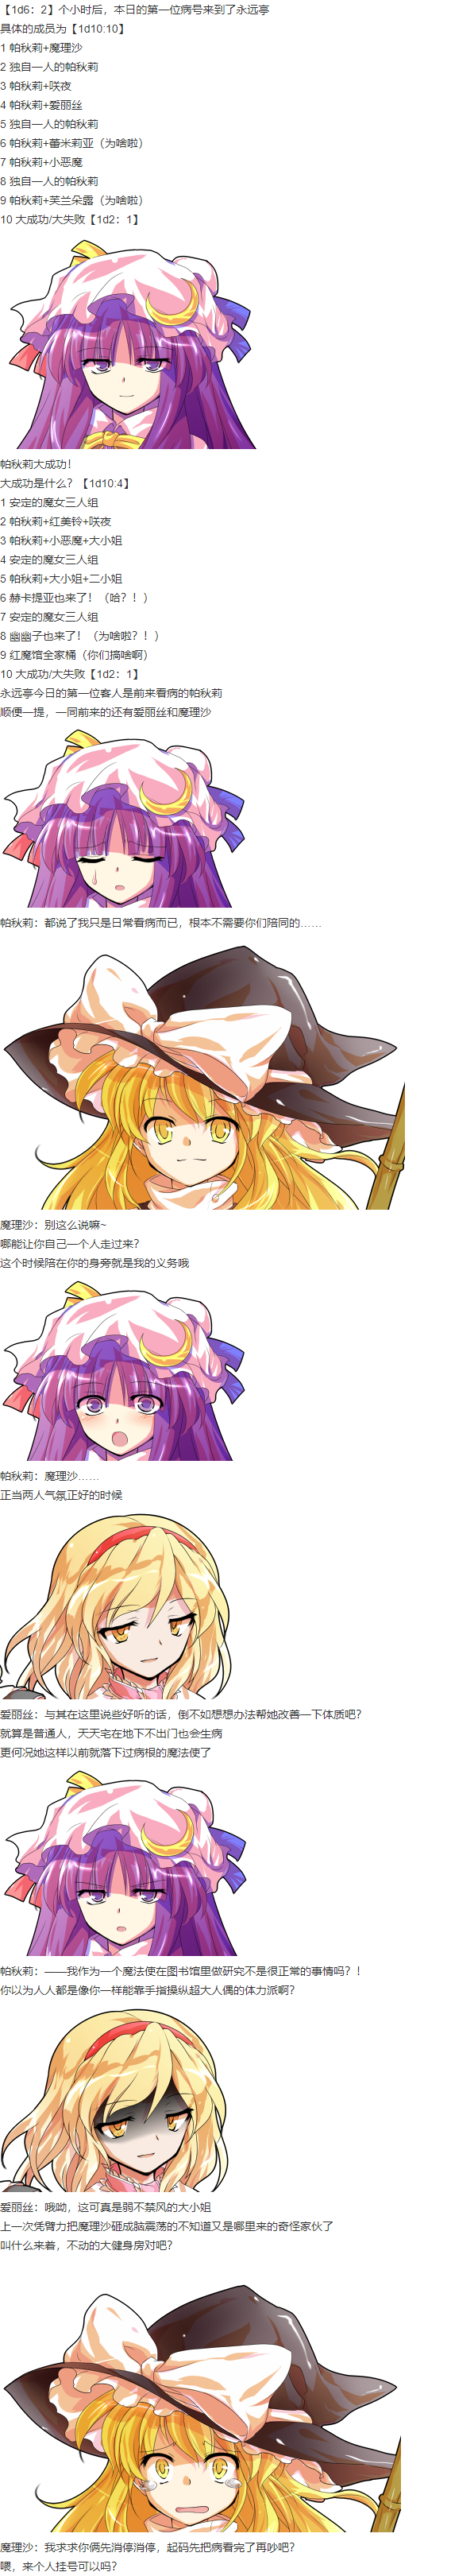 【1d6：2】个小时后，本日的第一位病号来到了永远亭
具体的成员为【1d10:10】
1 帕秋莉+魔理沙
2 独自一人的帕秋莉
3 帕秋莉+咲夜
4 帕秋莉+爱丽丝
5 独自一人的帕秋莉
6 帕秋莉+蕾米莉亚（为啥啦）
7 帕秋莉+小恶魔
8 独自一人的帕秋莉
9 帕秋莉+芙兰朵露（为啥啦）
10 大成功/大失败【1d2：1】
帕秋莉大成功！
大成功是什么？【1d10:4】
1 安定的魔女三人组
2 帕秋莉+红美铃+咲夜
3 帕秋莉+小恶魔+大小姐
4 安定的魔女三人组
5 帕秋莉+大小姐+二小姐
6 赫卡提亚也来了！（哈？！）
7 安定的魔女三人组
8 幽幽子也来了！（为啥啦？！）
9 红魔馆全家桶（你们搞啥啊）
10 大成功/大失败【1d2：1】
永远亭今日的第一位客人是前来看病的帕秋莉
顺便一提，一同前来的还有爱丽丝和魔理沙
帕秋莉：都说了我只是日常看病而已，根本不需要你们陪同的……
魔理沙：别这么说嘛~
哪能让你自己一个人走过来？
这个时候陪在你的身旁就是我的义务哦
帕秋莉：魔理沙……
正当两人气氛正好的时候
爱丽丝：与其在这里说些好听的话，倒不如想想办法帮她改善一下体质吧？
就算是普通人，天天宅在地下不出门也会生病
更何况她这样以前就落下过病根的魔法使了
帕秋莉：——我作为一个魔法使在图书馆里做研究不是很正常的事情吗？！
你以为人人都是像你一样能靠手指操纵超大人偶的体力派啊？
爱丽丝：哦呦，这可真是弱不禁风的大小姐
上一次凭臂力把魔理沙砸成脑震荡的不知道又是哪里来的奇怪家伙了
叫什么来着，不动的大健身房对吧？
魔理沙：我求求你俩先消停消停，起码先把病看完了再吵吧？
喂，来个人挂号可以吗？